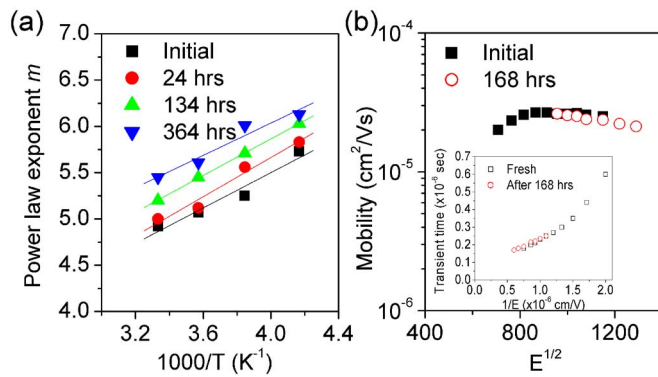 (a)
7.0
6.5
6.0
5.5
5.0
4.5
4.0
Power law exponent m
Initial
24 hrs
134 hrs
364 hrs
3.2 3.6 4.0 4.4
1000/T (K⁻¹)
(b)
10⁻⁴
10⁻⁵
10⁻⁶
Mobility (cm²/Vs)
Initial
168 hrs
0.6
0.5
0.4
0.3
0.2
0.1
0.0
Transient time (x10⁻⁶ sec)
Fresh
After 168 hrs
0.0 0.5 1.0 1.5 2.0
1/E (x10⁻⁶ cm/V)
400 800 1200
E^{1/2}